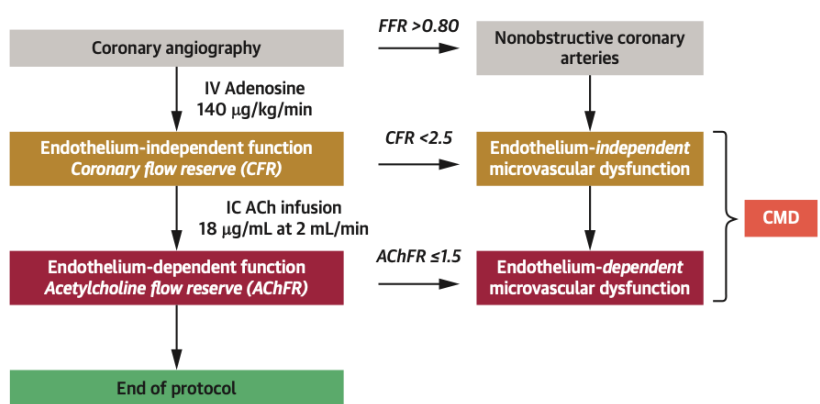 Coronary angiography
FFR >0.80
Nonobstructive coronary
arteries
IV Adenosine
140 µg/kg/min
Endothelium-independent function
Coronary flow reserve (CFR)
CFR <2.5
Endothelium-independent
microvascular dysfunction
IC ACh infusion
18 µg/mL at 2 mL/min
CMD
Endothelium-dependent function
Acetylcholine flow reserve (AChFR)
AChFR ≤1.5
Endothelium-dependent
microvascular dysfunction
End of protocol